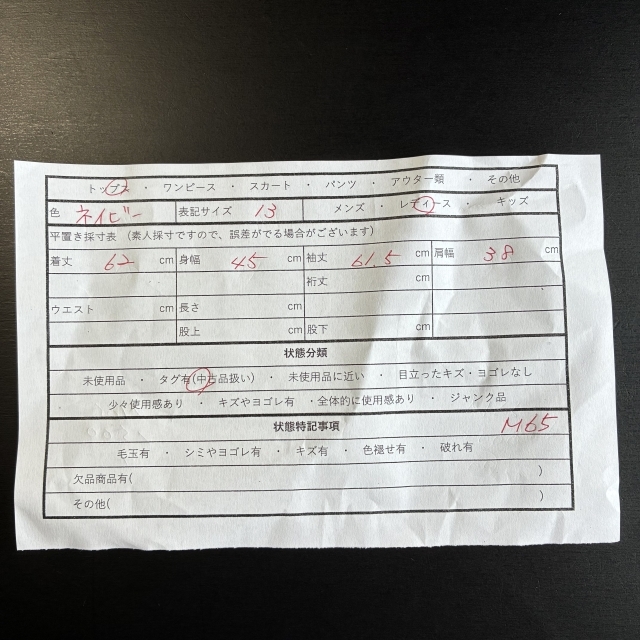 トップス ・ ワンピース ・ スカート ・ パンツ ・ アウター類 ・ その他
色 ネイビー 表記サイズ 13 メンズ ・ レディース ・ キッズ
平置き採寸表 (素人採寸ですので、誤差がでる場合がございます)
着丈 62 cm 身幅 45 cm 袖丈 61.5 cm 肩幅 38 cm
裄丈 cm
ウエスト cm 長さ cm
股上 cm 股下 cm
状態分類
未使用品 ・ タグ有(中古品扱い) ・ 未使用品に近い ・ 目立ったキズ・ヨゴレなし
少々使用感あり ・ キズやヨゴレ有 ・全体的に使用感あり ・ ジャンク品
状態特記事項 M65
毛玉有 ・ シミやヨゴレ有 ・ キズ有 ・ 色褪せ有 ・ 破れ有
欠品商品有( )
その他( )